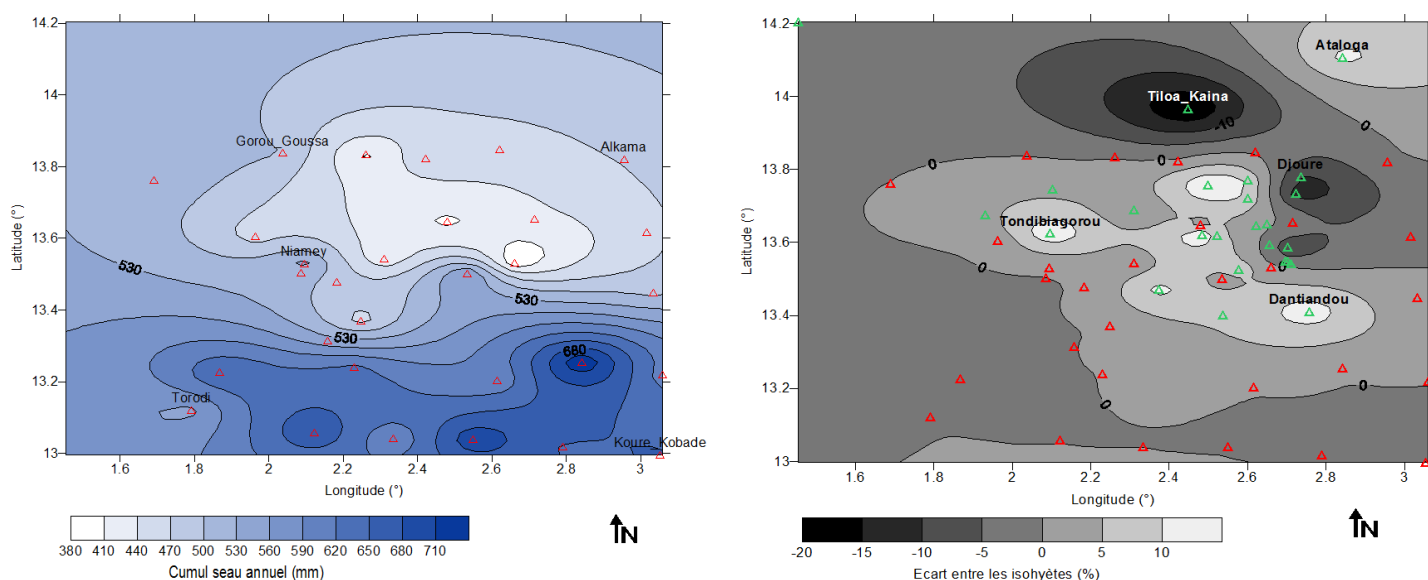 14.2
14
13.8
13.6
13.4
13.2
13
Latitude (°)
Gorou_Goussa
Alkama
Niamey
530
530
530
680
Torodi
Koure_Kobade
1.6 1.8 2 2.2 2.4 2.6 2.8 3
Longitude (°)
380 410 440 470 500 530 560 590 620 650 680 710
Cumul seau annuel (mm)
N
14.2
14
13.8
13.6
13.4
13.2
13
Latitude (°)
Ataloga
Tiloa_Kaina
-10
0
0
0
Djoure
Tondibiagorou
0
0
Dantiandou
0
0
1.6 1.8 2 2.2 2.4 2.6 2.8 3
Longitude (°)
-20 -15 -10 -5 0 5 10
Ecart entre les isohyètes (%)
N